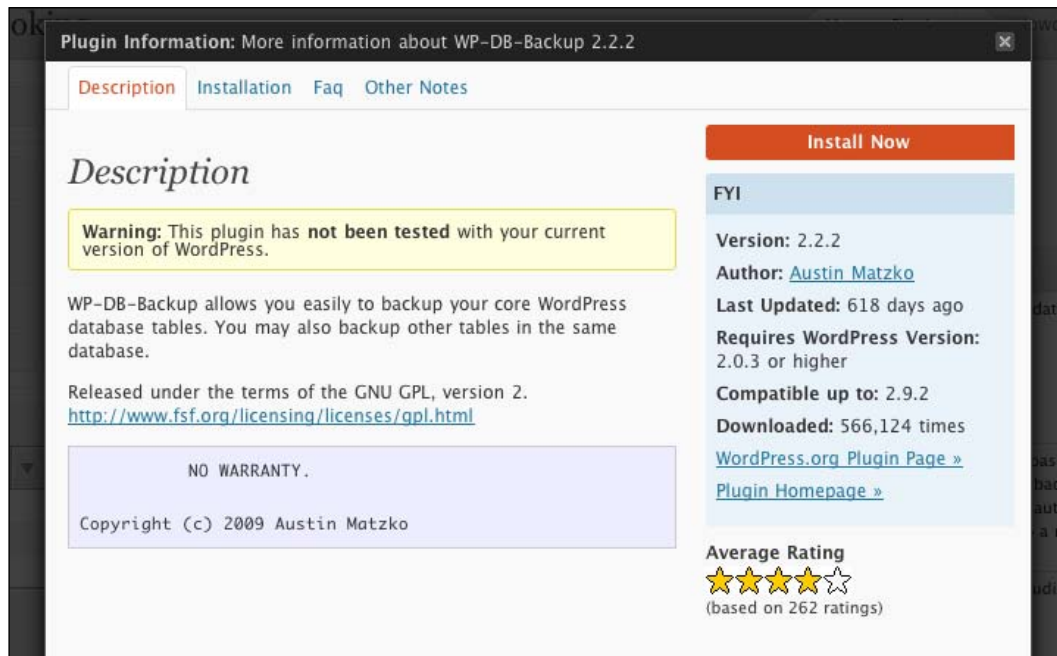 Plugin Information: More information about WP-DB-Backup 2.2.2
Description Installation Faq Other Notes
Description
Warning: This plugin has not been tested with your current
version of WordPress.
WP-DB-Backup allows you easily to backup your core WordPress
database tables. You may also backup other tables in the same
database.
Released under the terms of the GNU GPL, version 2.
http://www.fsf.org/licensing/licenses/gpl.html
NO WARRANTY.
Copyright (c) 2009 Austin Matzko
Install Now
FYI
Version: 2.2.2
Author: Austin Matzko
Last Updated: 618 days ago
Requires WordPress Version:
2.0.3 or higher
Compatible up to: 2.9.2
Downloaded: 566,124 times
WordPress.org Plugin Page »
Plugin Homepage »
Average Rating
(based on 262 ratings)